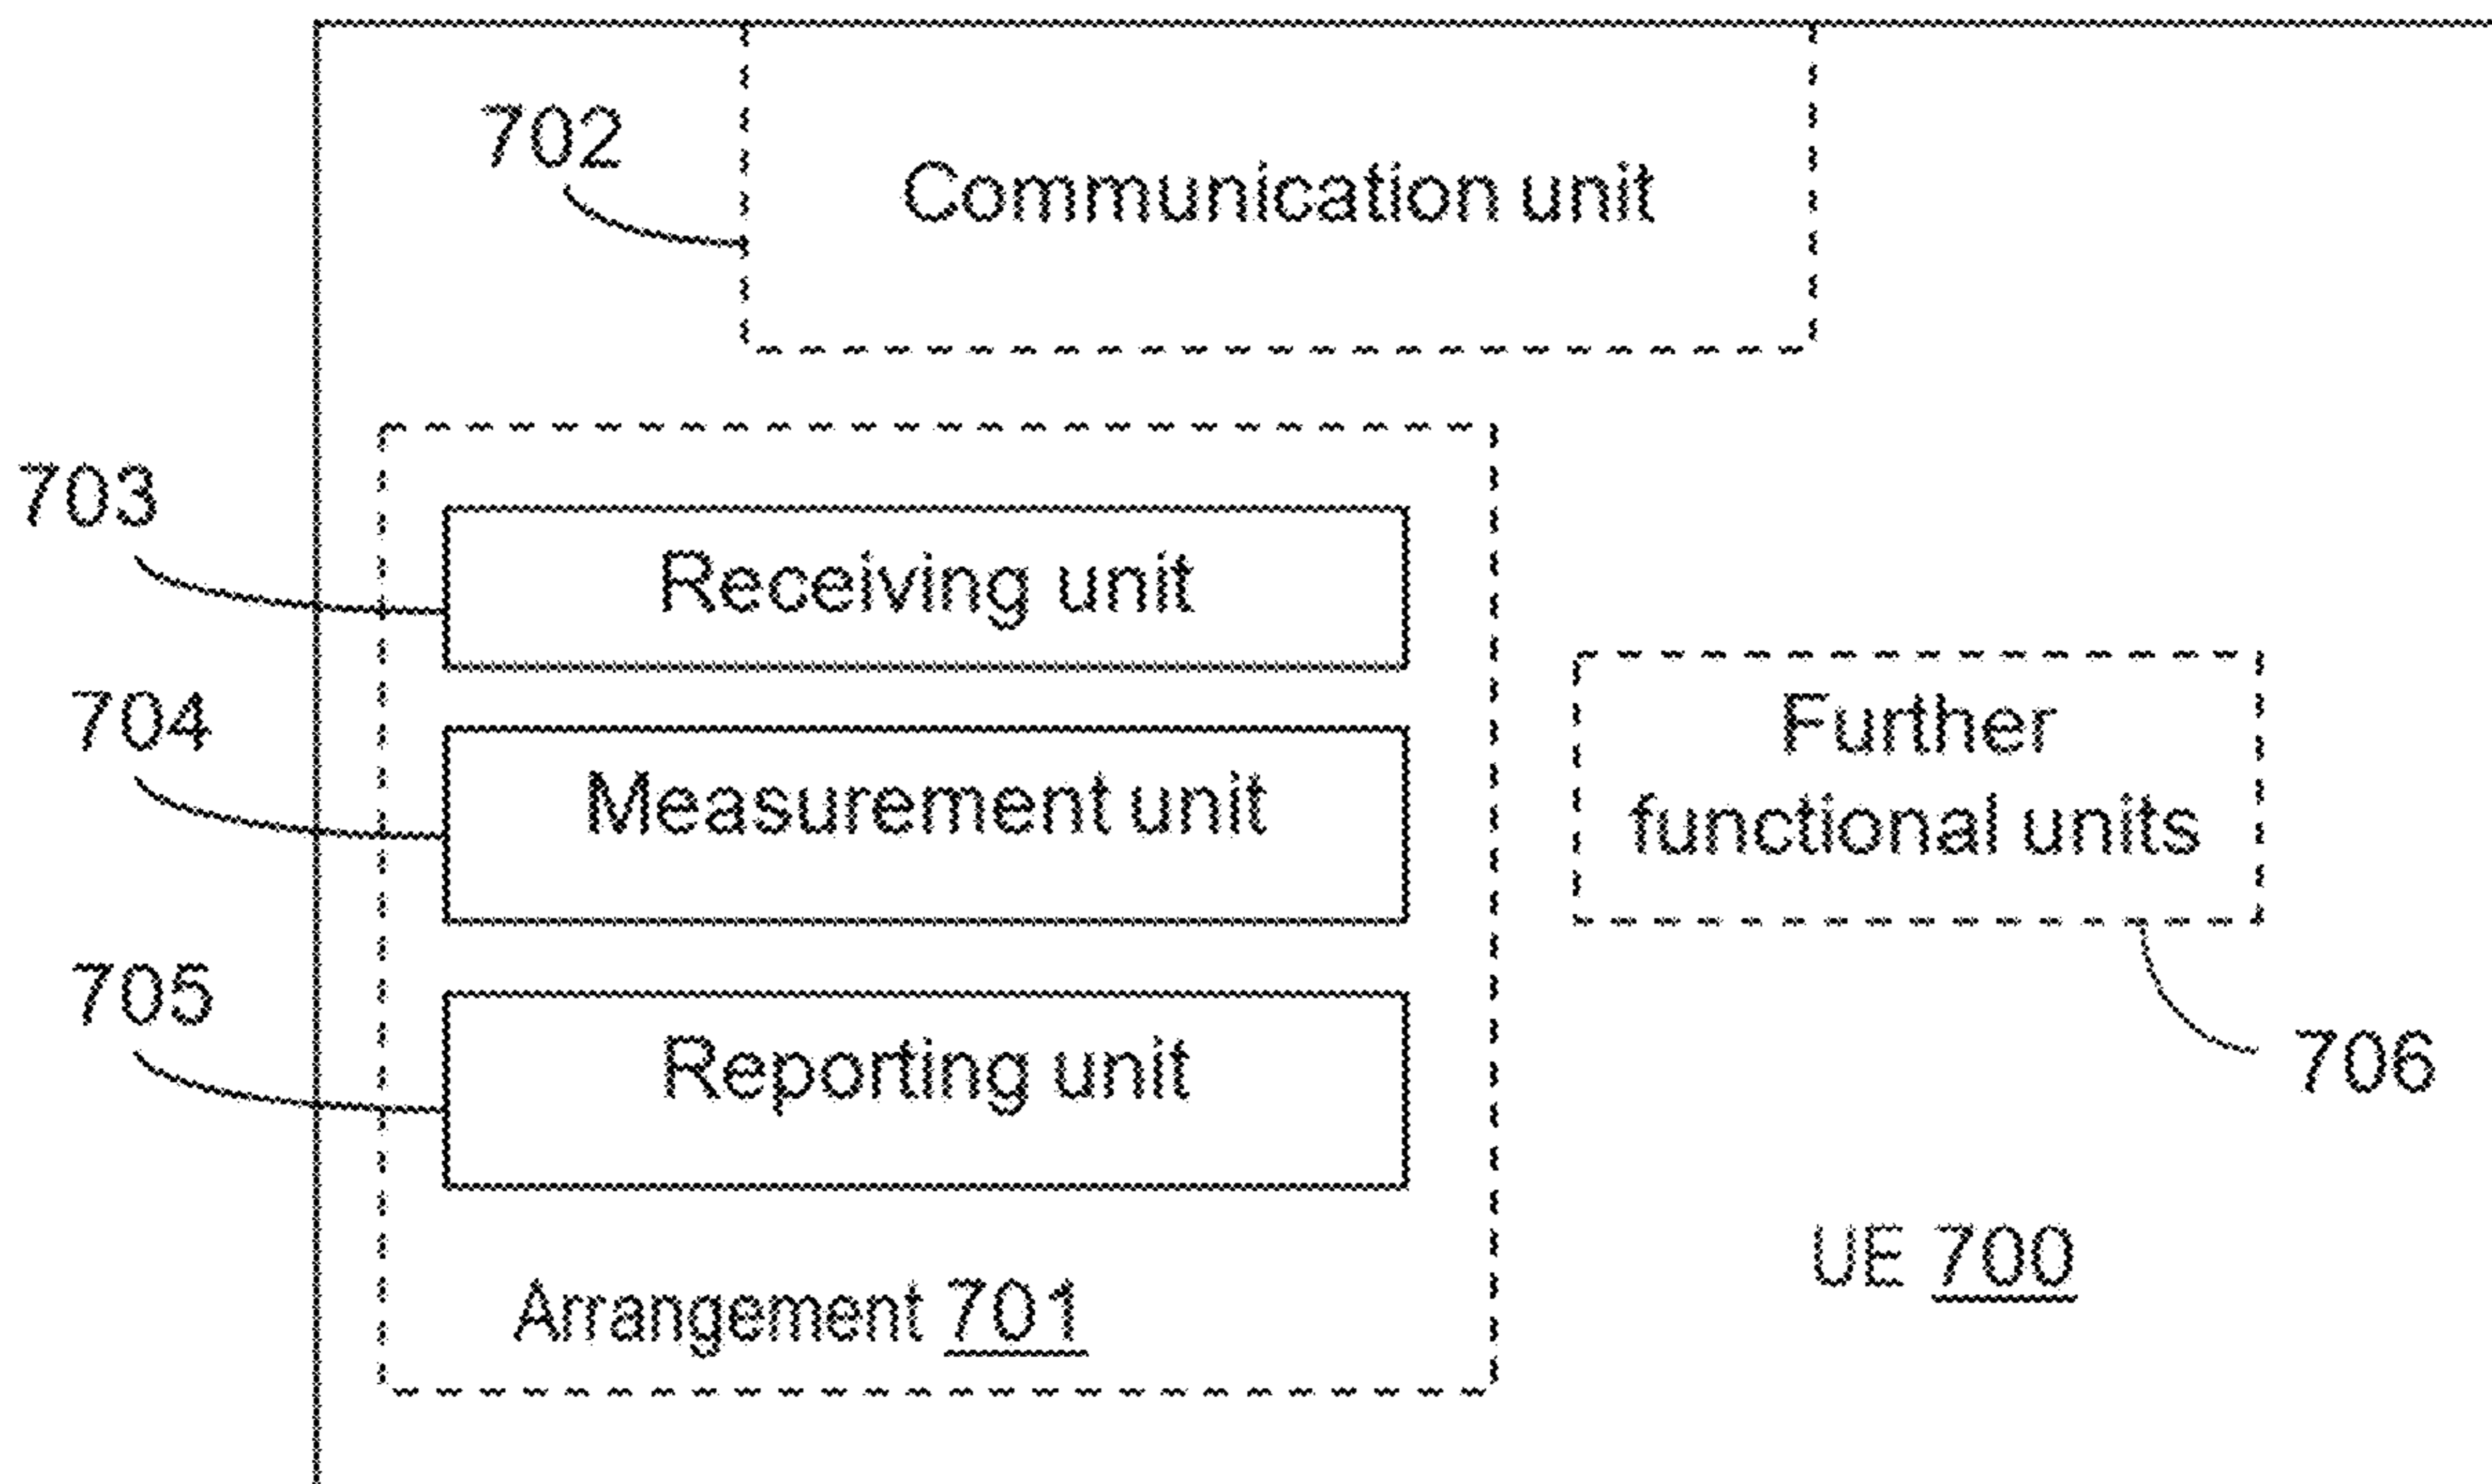 702
Communication unit
703
Receiving unit
704
Measurement unit
Further
functional units
705
Reporting unit
706
UE 700
Arrangement 701